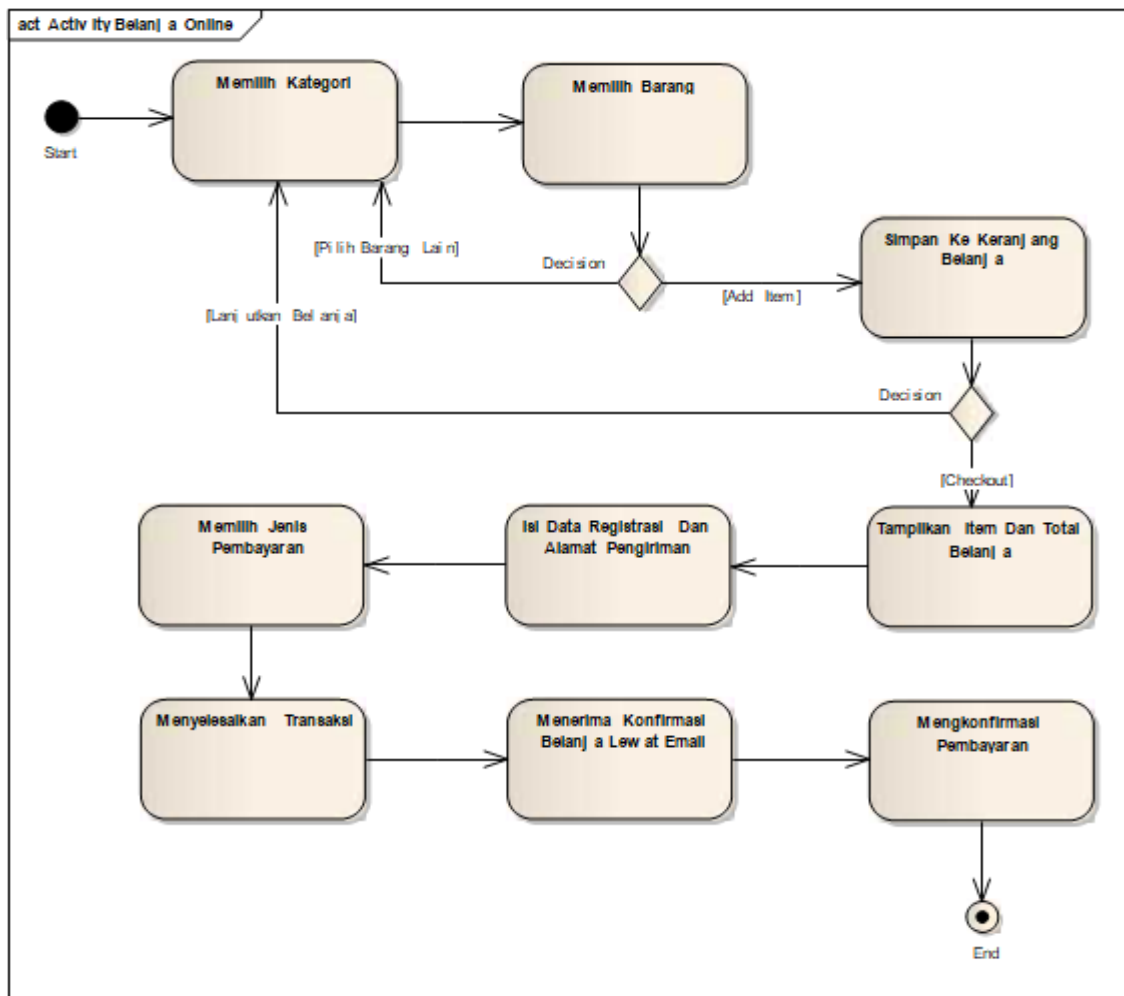 act Activity Belanja Online
Memilih Kategori
Memilih Barang
Start
[Pilih Barang Lain]
Decision
[Add Item]
Simpan Ke Keranjang
Belanja
[Lanjutkan Belanja]
Decision
[Checkout]
Memilih Jenis
Pembayaran
Isi Data Registrasi Dan
Alamat Pengiriman
Tampilkan Item Dan Total
Belanja
Menyelesaikan Transaksi
Menerima Konfirmasi
Belanja Lewat Email
Mengkonfirmasi
Pembayaran
End